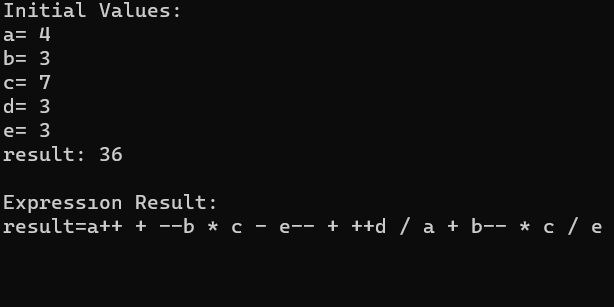 Initial Values:
a= 4
b= 3
c= 7
d= 3
e= 3
result: 36
Expression Result:
result=a++ + --b * c - e-- + ++d / a + b-- * c / e